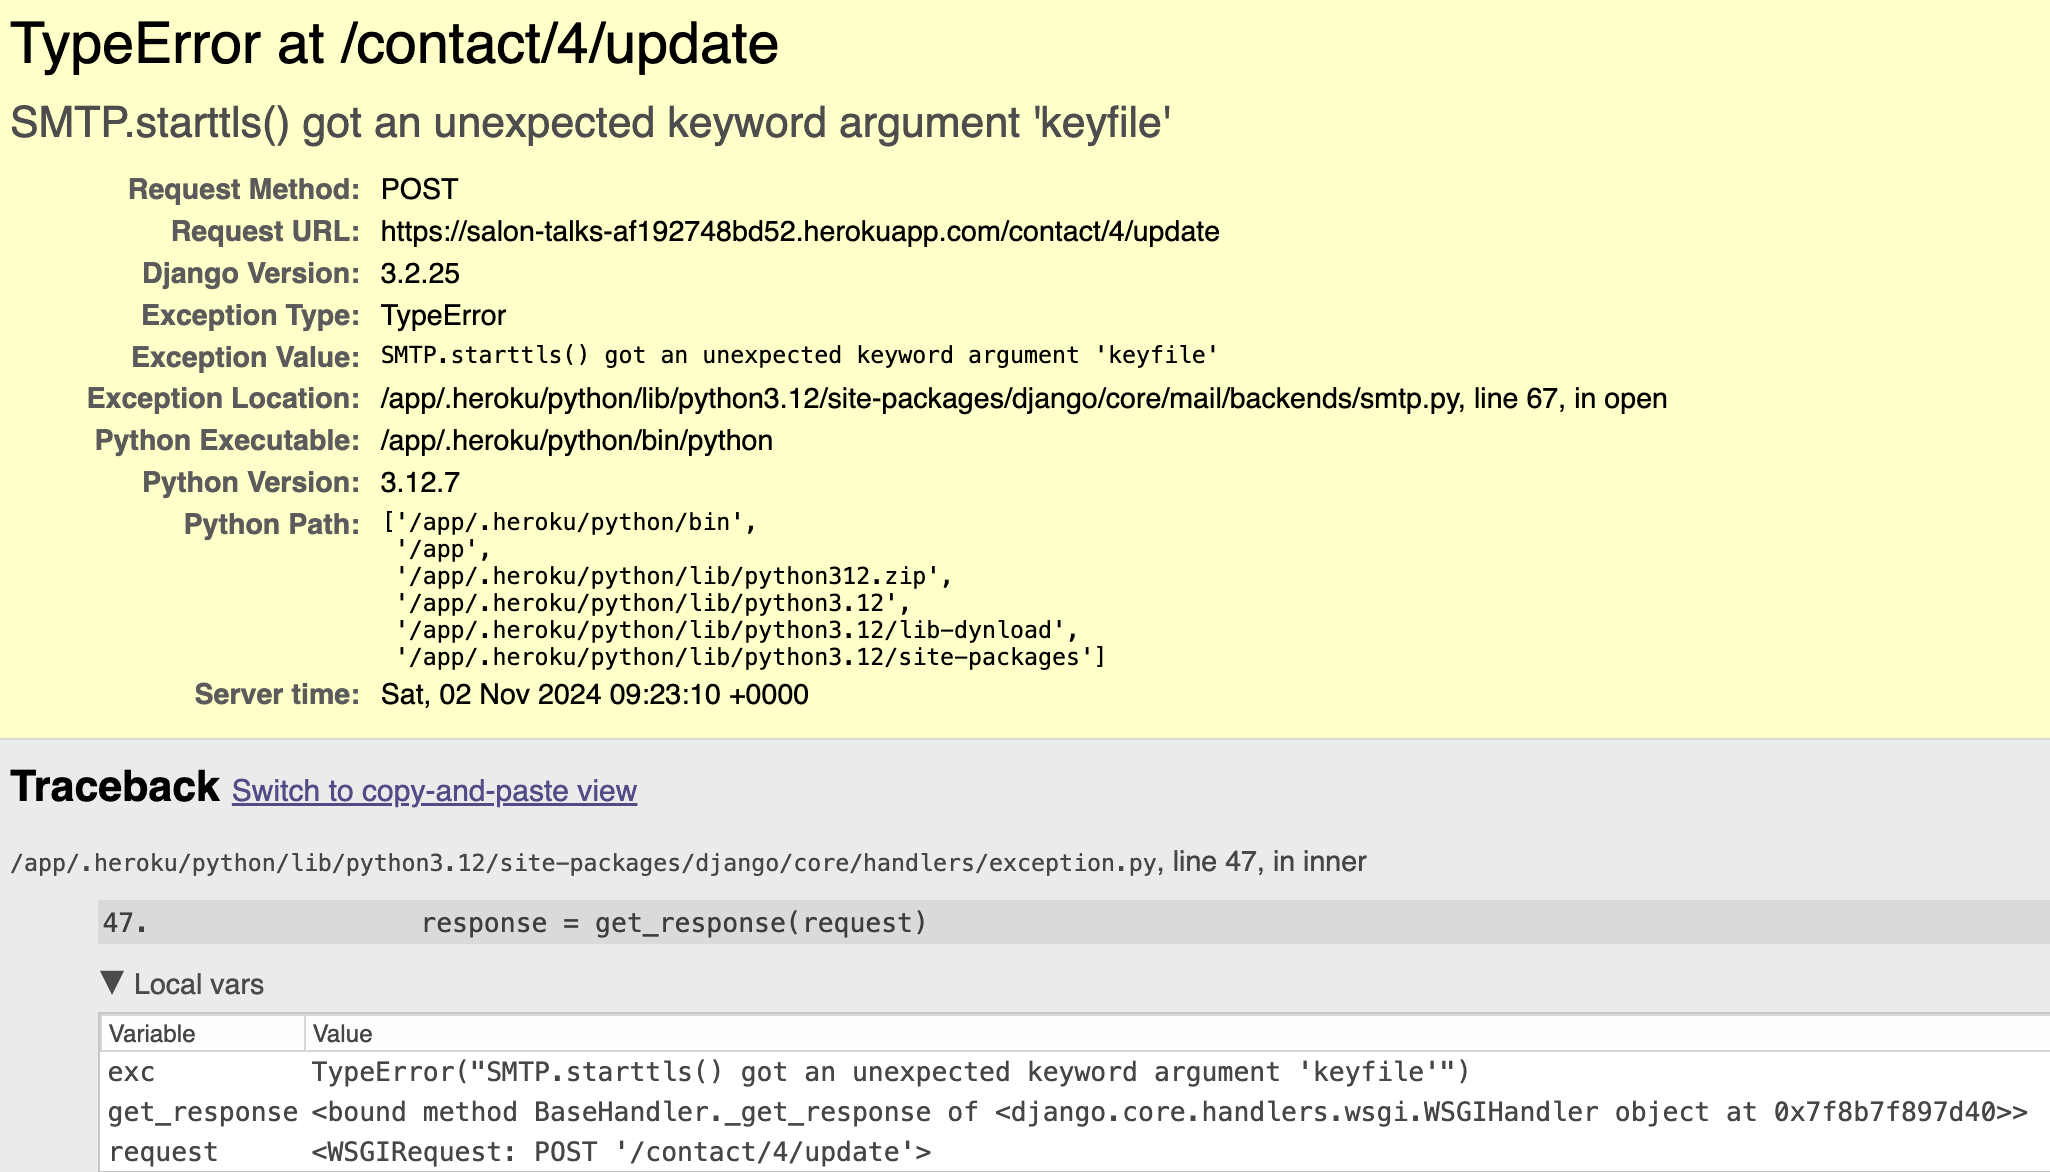 TypeError at /contact/4/update
SMTP.starttls() got an unexpected keyword argument 'keyfile'
Request Method: POST
Request URL: https://salon-talks-af192748bd52.herokuapp.com/contact/4/update
Django Version: 3.2.25
Exception Type: TypeError
Exception Value: SMTP.starttls() got an unexpected keyword argument 'keyfile'
Exception Location: /app/.heroku/python/lib/python3.12/site-packages/django/core/mail/backends/smtp.py, line 67, in open
Python Executable: /app/.heroku/python/bin/python
Python Version: 3.12.7
Python Path: ['/app/.heroku/python/bin',
'/app',
'/app/.heroku/python/lib/python312.zip',
'/app/.heroku/python/lib/python3.12',
'/app/.heroku/python/lib/python3.12/lib-dynload',
'/app/.heroku/python/lib/python3.12/site-packages']
Server time: Sat, 02 Nov 2024 09:23:10 +0000
Traceback Switch to copy-and-paste view
/app/.heroku/python/lib/python3.12/site-packages/django/core/handlers/exception.py, line 47, in inner
47. response = get_response(request)
▼ Local vars
Variable Value
exc TypeError("SMTP.starttls() got an unexpected keyword argument 'keyfile'")
get_response <bound method BaseHandler._get_response of <django.core.handlers.wsgi.WSGIHandler object at 0x7f8b7f897d40>>
request <WSGIRequest: POST '/contact/4/update'>